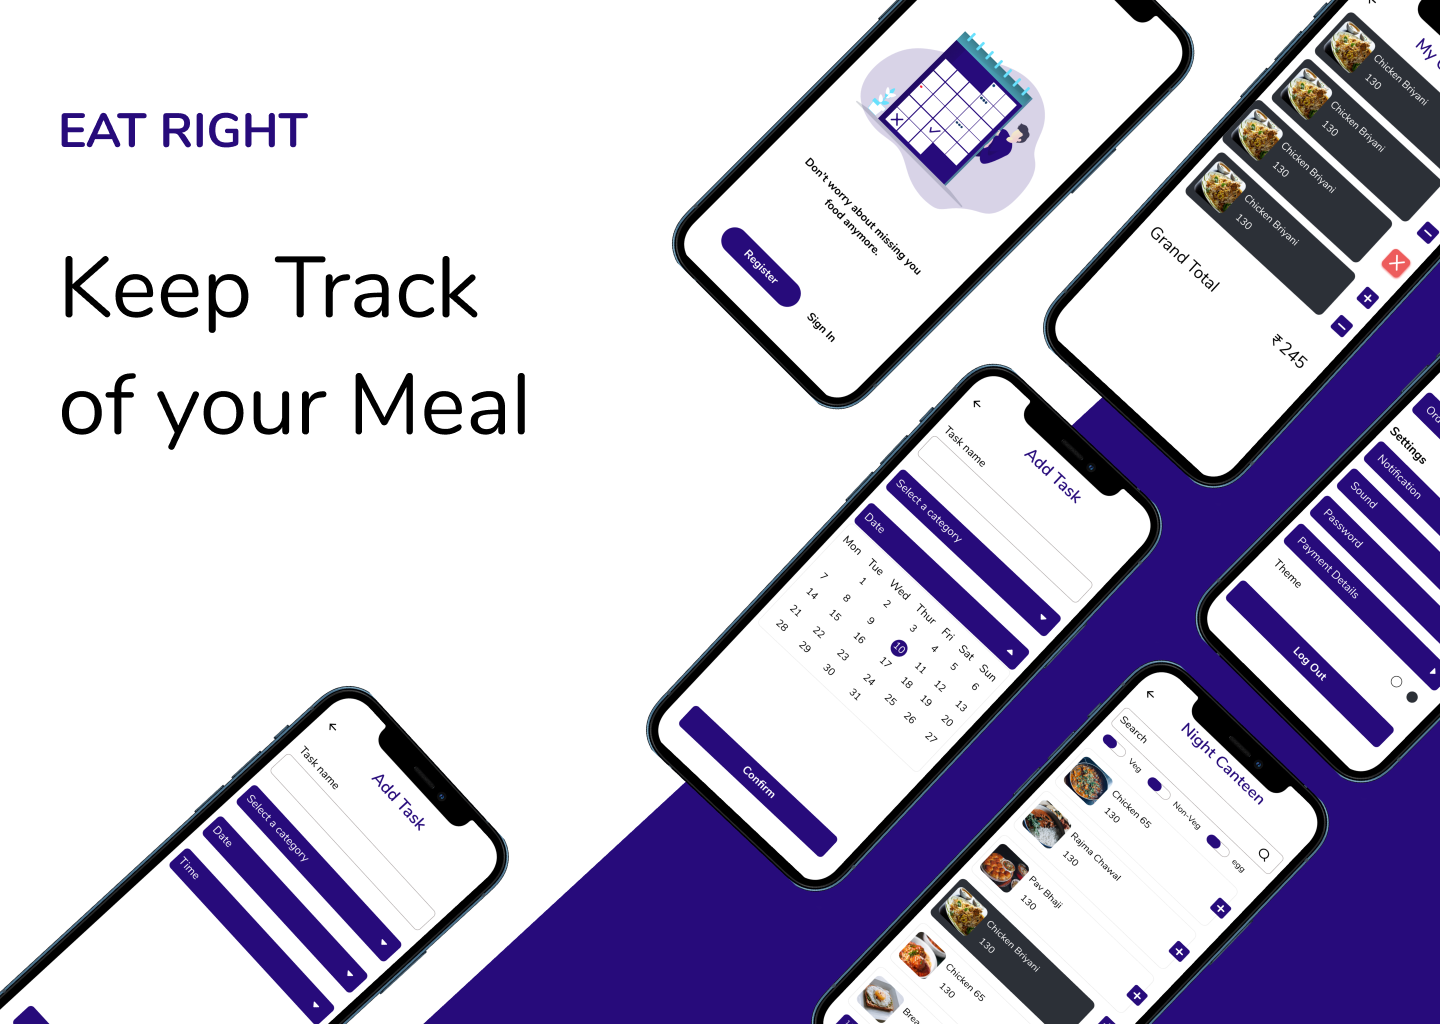 EAT RIGHT
Keep Track
of your Meal
Don't worry about missing you
food anymore.
Register
Sign In
Chicken Briyani
130
Chicken Briyani
130
Chicken Briyani
130
Chicken Briyani
130
Grand Total
₹ 245
Add Task
Task name
Select a category
Date
Mon Tue Wed Thur Fri Sat Sun
1 2 3 4 5 6
7 8 9 10 11 12 13
14 15 16 17 18 19 20
21 22 23 24 25 26 27
28 29 30 31
Confirm
Settings
Notification
Sound
Password
Payment Details
Theme
Log Out
Add Task
Task name
Select a category
Date
Time
Night Canteen
Search
Veg
Non-Veg
egg
Chicken 65
130
Rajma Chawal
130
Pav Bhaji
130
Chicken Briyani
130
Chicken 65
130